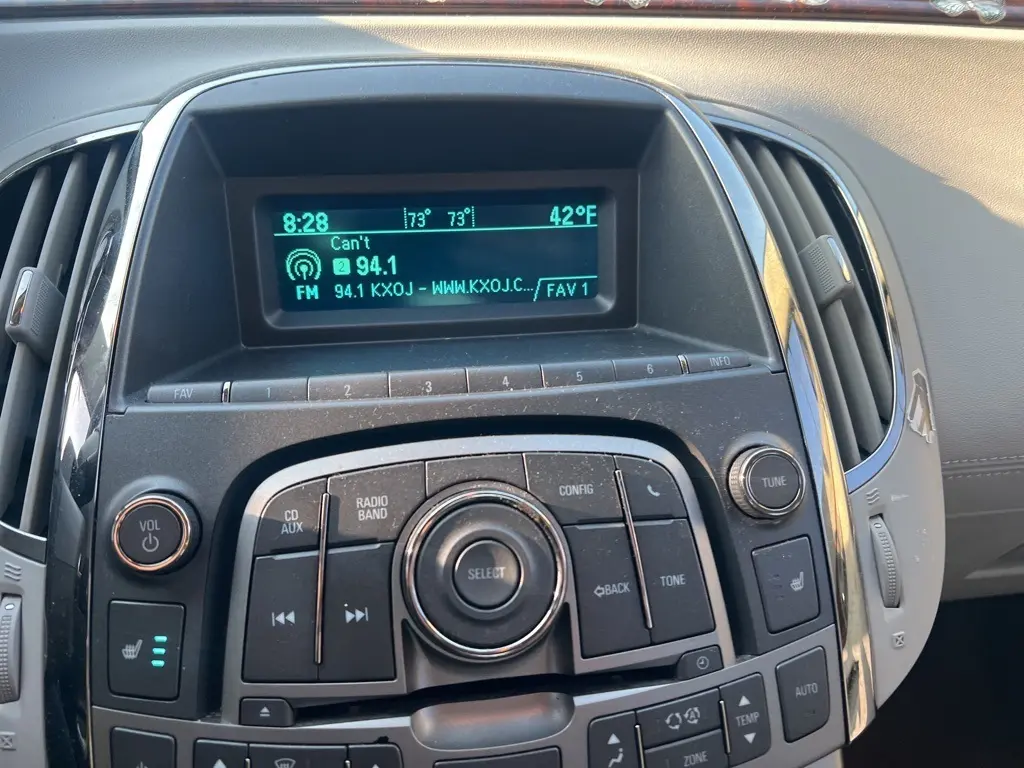 8:28 73° 73° 42°F
Can't
2 94.1
FM 94.1 KXOJ - WWW.KXOJ.C... FAV 1
FAV 1 2 3 4 5 6 INFO
VOL
CD AUX
RADIO BAND
CONFIG
TUNE
SELECT
BACK
TONE
AUTO
TEMP
ZONE